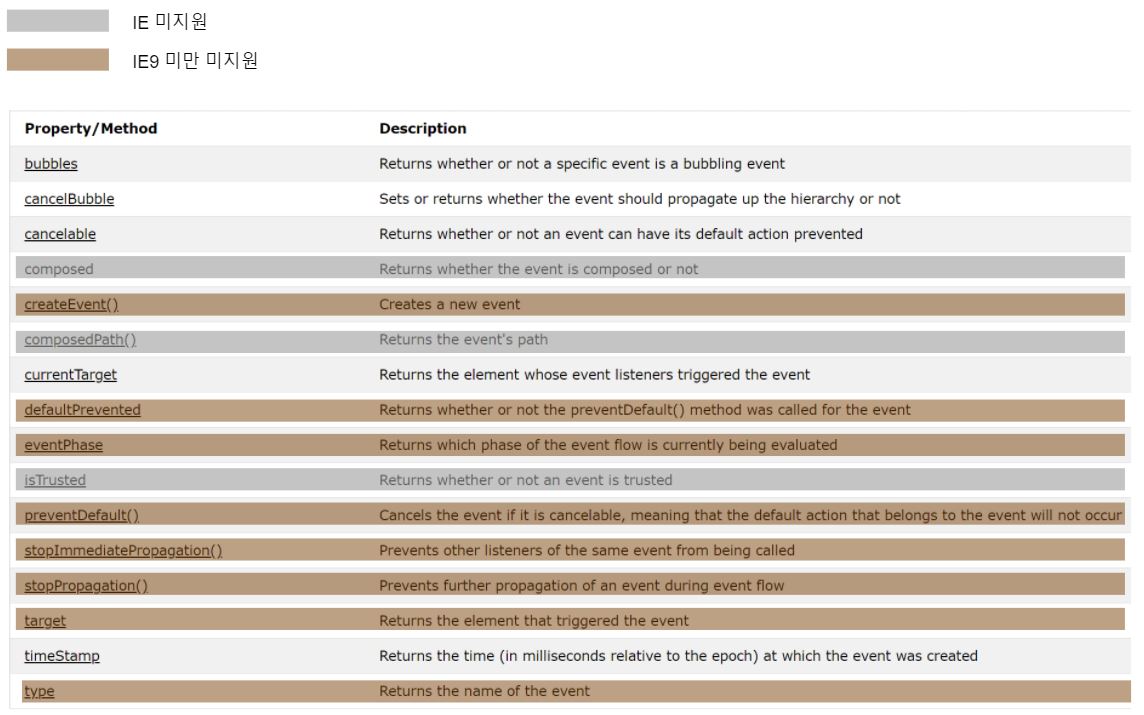 IE 미지원
IE9 미만 미지원
Property/Method Description
bubbles Returns whether or not a specific event is a bubbling event
cancelBubble Sets or returns whether the event should propagate up the hierarchy or not
cancelable Returns whether or not an event can have its default action prevented
composed Returns whether the event is composed or not
createEvent() Creates a new event
composedPath() Returns the event's path
currentTarget Returns the element whose event listeners triggered the event
defaultPrevented Returns whether or not the preventDefault() method was called for the event
eventPhase Returns which phase of the event flow is currently being evaluated
isTrusted Returns whether or not an event is trusted
preventDefault() Cancels the event if it is cancelable, meaning that the default action that belongs to the event will not occur
stopImmediatePropagation() Prevents other listeners of the same event from being called
stopPropagation() Prevents further propagation of an event during event flow
target Returns the element that triggered the event
timeStamp Returns the time (in milliseconds relative to the epoch) at which the event was created
type Returns the name of the event